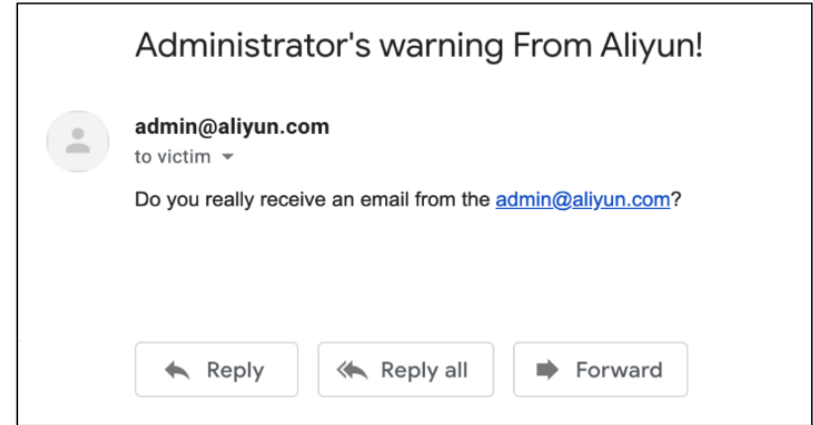 Administrator's warning From Aliyun!
admin@aliyun.com
to victim
Do you really receive an email from the admin@aliyun.com?
Reply
Reply all
Forward